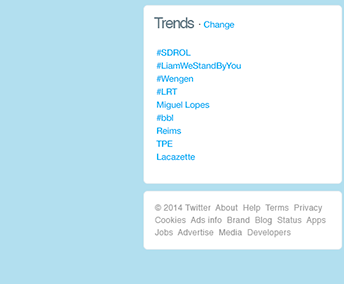 Trends · Change
#SDROL
#LiamWeStandByYou
#Wengen
#LRT
Miguel Lopes
#bbl
Reims
TPE
Lacazette
© 2014 Twitter About Help Terms Privacy
Cookies Ads info Brand Blog Status Apps
Jobs Advertise Media Developers